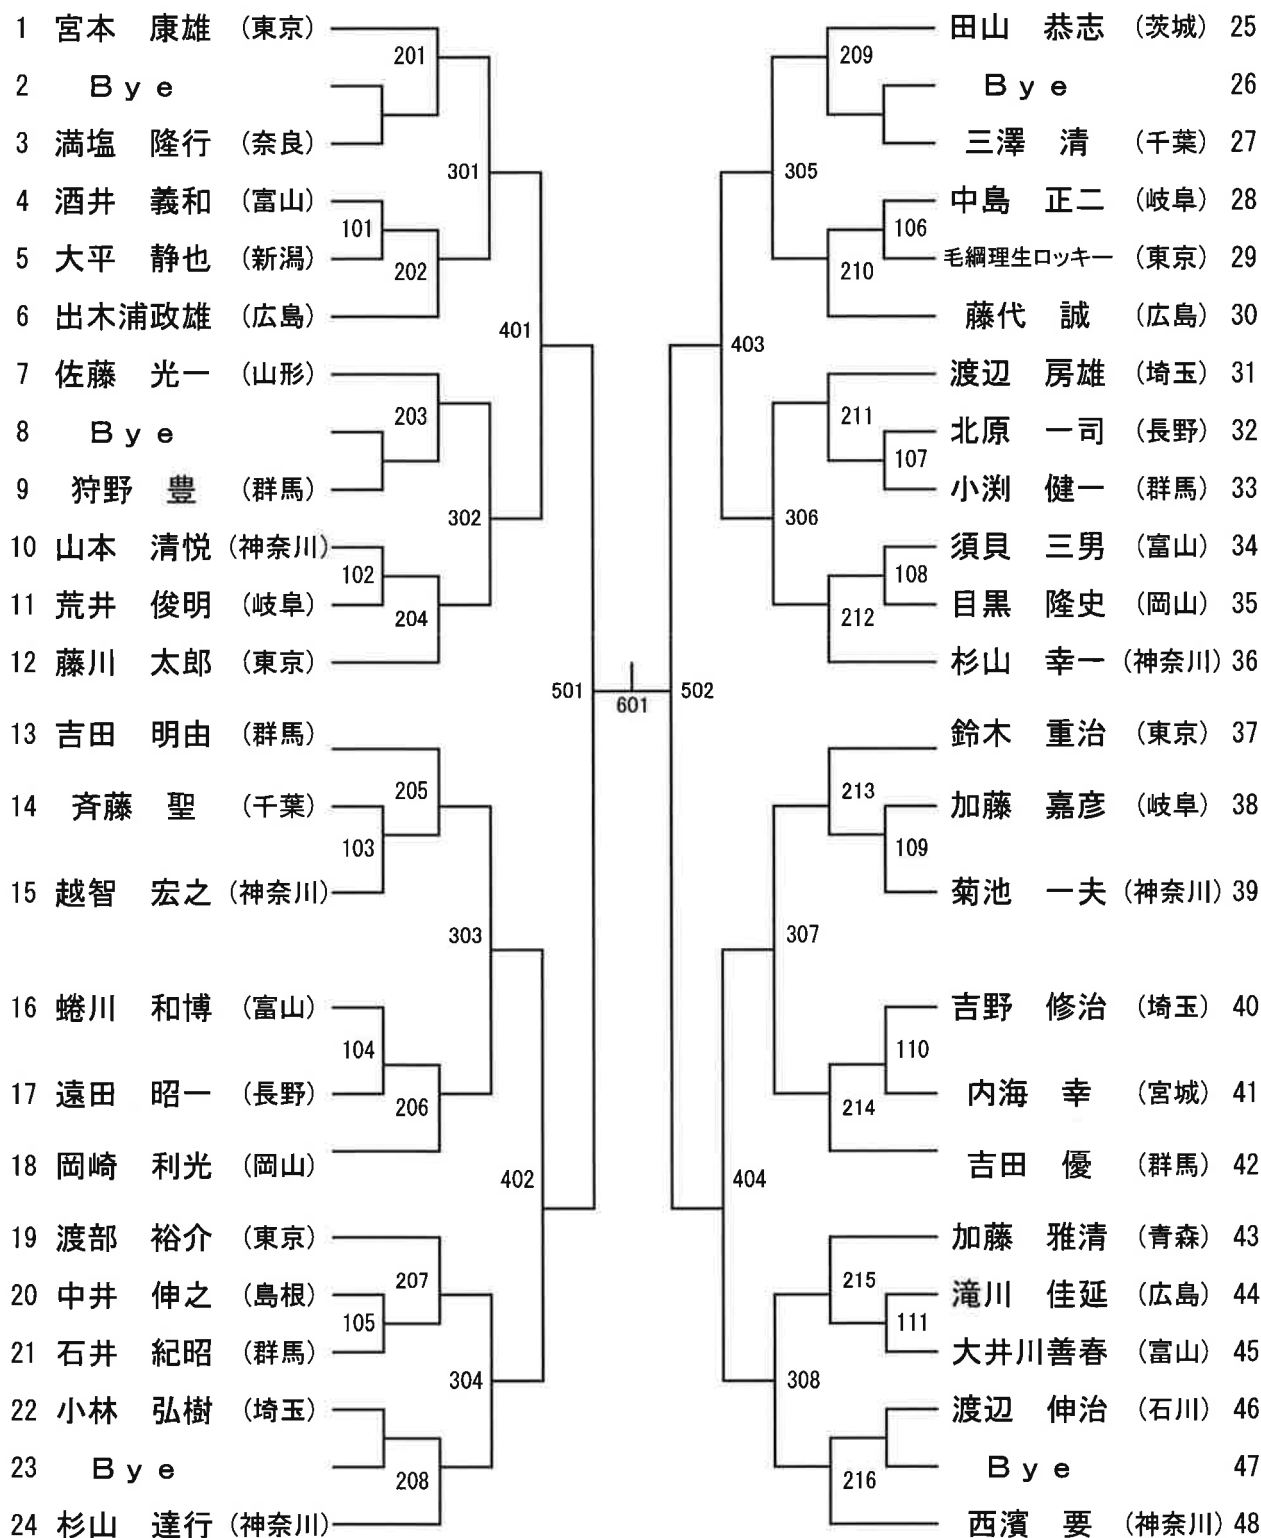 1 宮本 康雄 (東京)
201
2 Bye
3 満塩 隆行 (奈良)
301
4 酒井 義和 (富山)
101
5 大平 静也 (新潟)
202
6 出木浦政雄 (広島)
401
7 佐藤 光一 (山形)
203
8 Bye
9 狩野 豊 (群馬)
302
10 山本 清悦 (神奈川)
102
11 荒井 俊明 (岐阜)
204
12 藤川 太郎 (東京)
501
13 吉田 明由 (群馬)
205
14 斉藤 聖 (千葉)
103
15 越智 宏之 (神奈川)
303
16 蜷川 和博 (富山)
104
17 遠田 昭一 (長野)
206
18 岡崎 利光 (岡山)
402
19 渡部 裕介 (東京)
207
20 中井 伸之 (島根)
105
21 石井 紀昭 (群馬)
304
22 小林 弘樹 (埼玉)
23 Bye
208
24 杉山 達行 (神奈川)
601
田山 恭志 (茨城) 25
209
Bye 26
三澤 清 (千葉) 27
305
中島 正二 (岐阜) 28
106
毛綱理生ロッキー (東京) 29
210
藤代 誠 (広島) 30
403
渡辺 房雄 (埼玉) 31
211
北原 一司 (長野) 32
107
小渕 健一 (群馬) 33
306
須貝 三男 (富山) 34
108
目黒 隆史 (岡山) 35
212
杉山 幸一 (神奈川) 36
502
鈴木 重治 (東京) 37
213
加藤 嘉彦 (岐阜) 38
109
菊池 一夫 (神奈川) 39
307
吉野 修治 (埼玉) 40
110
内海 幸 (宮城) 41
214
吉田 優 (群馬) 42
404
加藤 雅清 (青森) 43
215
滝川 佳延 (広島) 44
111
大井川善春 (富山) 45
308
渡辺 伸治 (石川) 46
Bye 47
216
西濱 要 (神奈川) 48